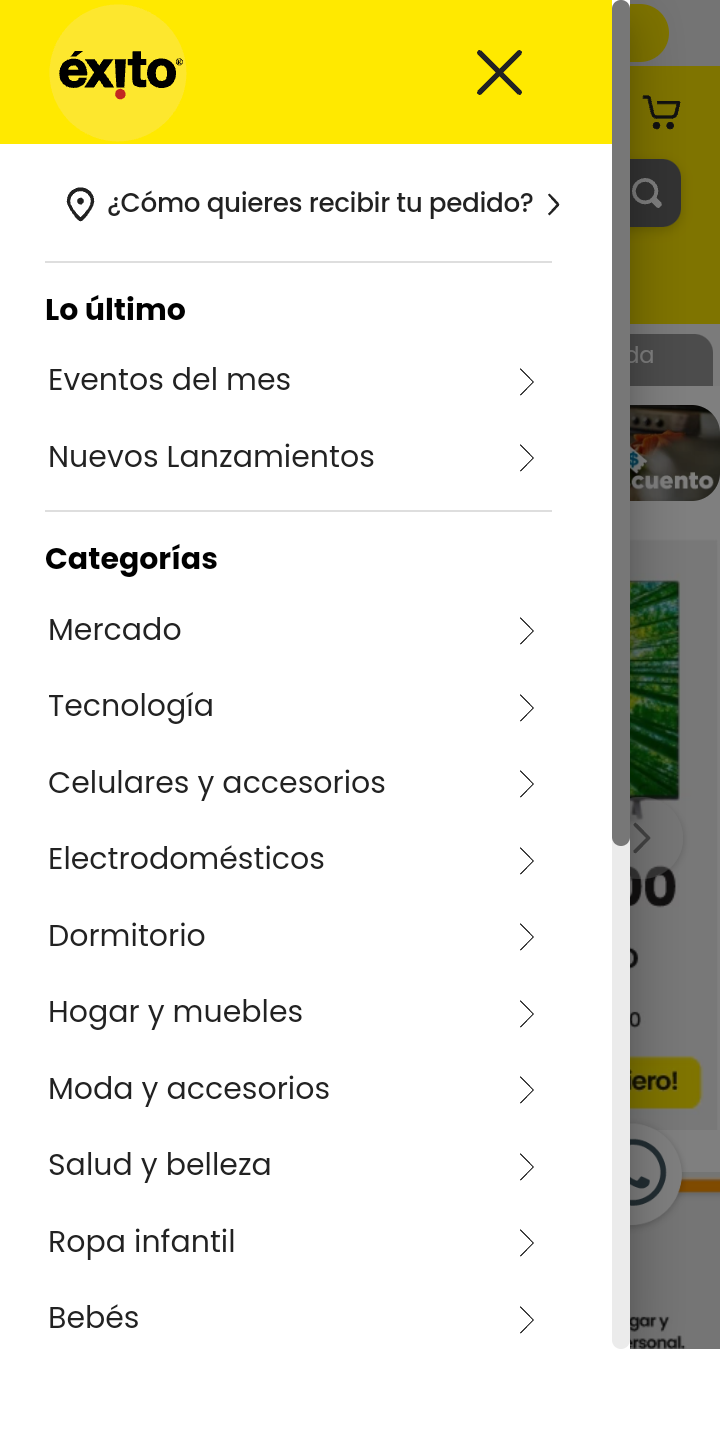 éxito®
¿Cómo quieres recibir tu pedido?
Lo último
Eventos del mes
Nuevos Lanzamientos
Categorías
Mercado
Tecnología
Celulares y accesorios
Electrodomésticos
Dormitorio
Hogar y muebles
Moda y accesorios
Salud y belleza
Ropa infantil
Bebés
da
cuento
00
o
0
iero!
gar y
ersonal.